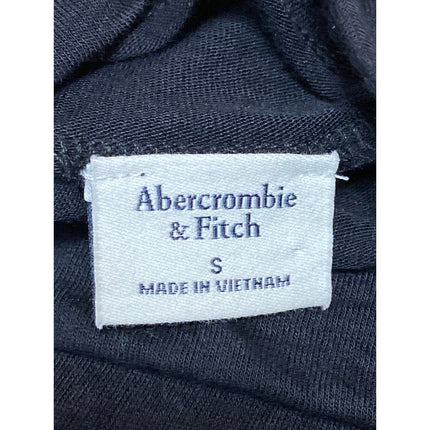 Abercrombie
& Fitch
S
MADE IN VIETNAM